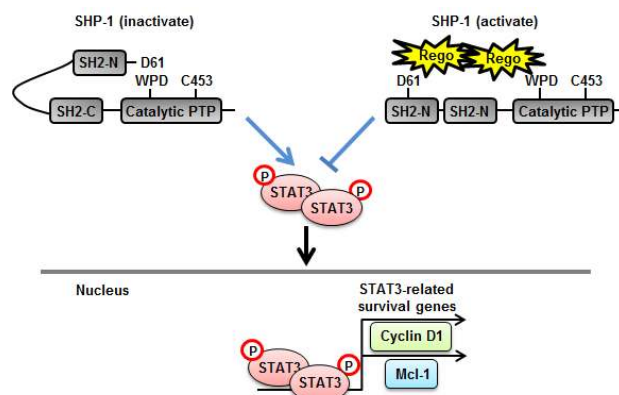 SHP-1 (inactivate)
SH2-N
D61
WPD C453
SH2-C
Catalytic PTP
SHP-1 (activate)
Rego
Rego
D61
WPD C453
SH2-N
SH2-N
Catalytic PTP
P
STAT3
P
STAT3
Nucleus
STAT3-related
survival genes
P
STAT3
P
STAT3
Cyclin D1
Mcl-1